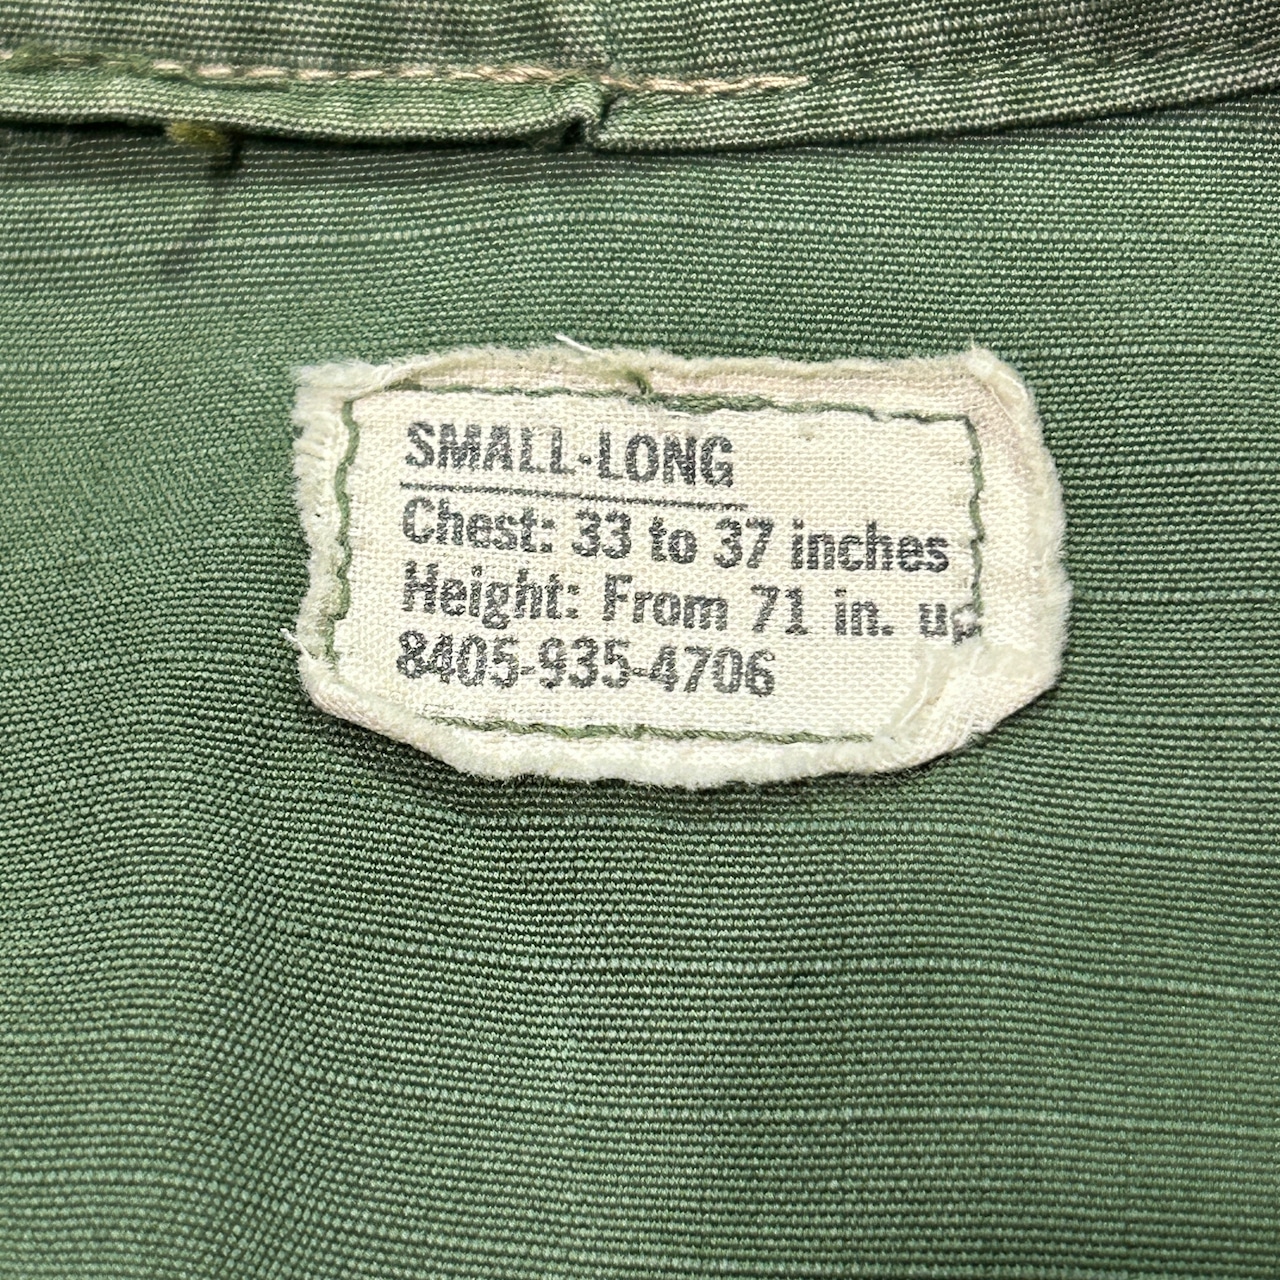 SMALL-LONG
Chest: 33 to 37 inches
Height: From 71 in. up
8405-935-4706